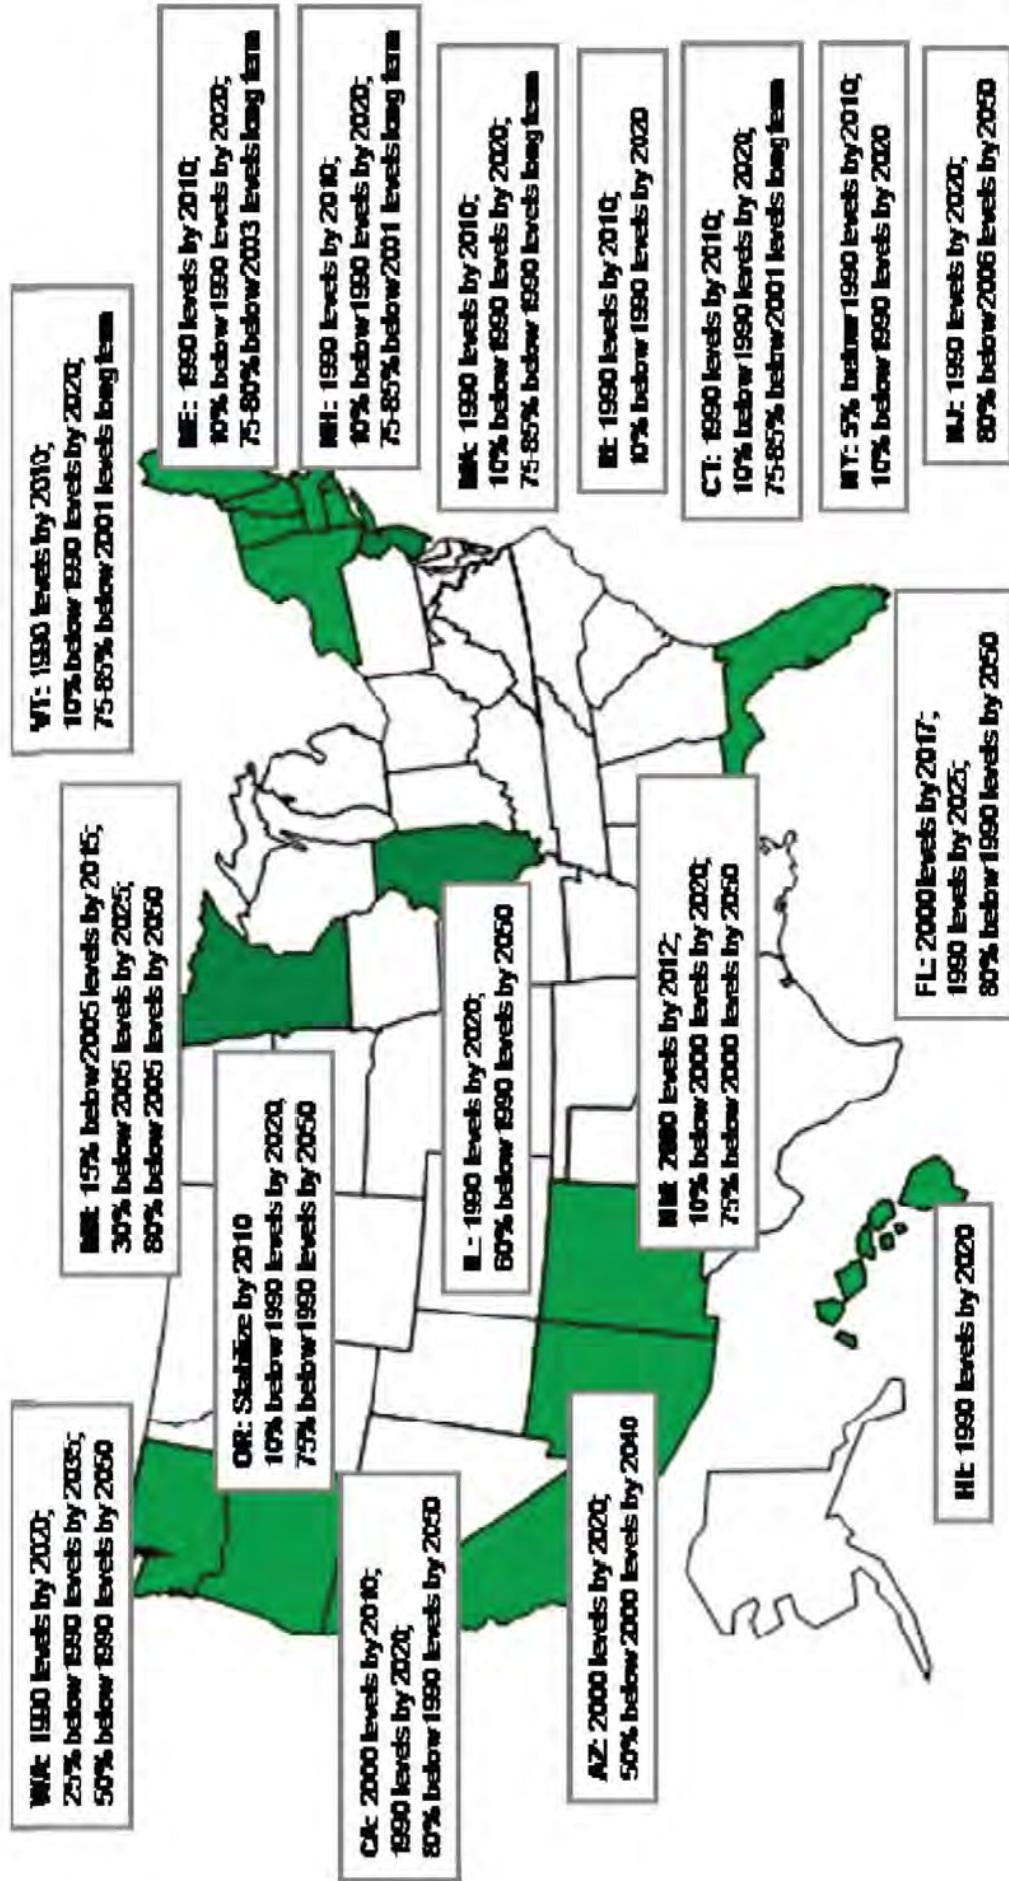 WA: 1990 levels by 2020;
25% below 1990 levels by 2035;
50% below 1990 levels by 2050
OR: Stabilize by 2010
10% below 1990 levels by 2020,
75% below 1990 levels by 2050
CA: 2000 levels by 2010;
1990 levels by 2020;
80% below 1990 levels by 2050
AZ: 2000 levels by 2020;
50% below 2000 levels by 2040
HI: 1990 levels by 2020
MN: 15% below 2005 levels by 2015;
30% below 2005 levels by 2025;
80% below 2005 levels by 2050
IL: 1990 levels by 2020;
60% below 1990 levels by 2050
NM: 2000 levels by 2012;
10% below 2000 levels by 2020;
75% below 2000 levels by 2050
FL: 2000 levels by 2017;
1990 levels by 2025;
80% below 1990 levels by 2050
VT: 1990 levels by 2010;
10% below 1990 levels by 2020;
75-85% below 2001 levels long term
ME: 1990 levels by 2010;
10% below 1990 levels by 2020;
75-80% below 2003 levels long term
NH: 1990 levels by 2010;
10% below 1990 levels by 2020;
75-85% below 2001 levels long term
MA: 1990 levels by 2010;
10% below 1990 levels by 2020;
75-85% below 1990 levels long term
RI: 1990 levels by 2010;
10% below 1990 levels by 2020
CT: 1990 levels by 2010;
10% below 1990 levels by 2020;
75-85% below 2001 levels long term
NY: 5% below 1990 levels by 2010;
10% below 1990 levels by 2020
NJ: 1990 levels by 2020;
80% below 2006 levels by 2050